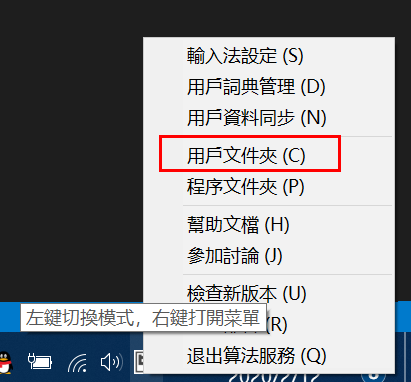 輸入法設定 (S)
用戶詞典管理 (D)
用戶資料同步 (N)
用戶文件夾 (C)
程序文件夾 (P)
幫助文檔 (H)
參加討論 (J)
檢查新版本 (U)
左鍵切換模式，右鍵打開菜單
(R)
退出算法服務 (Q)
2020/2/12